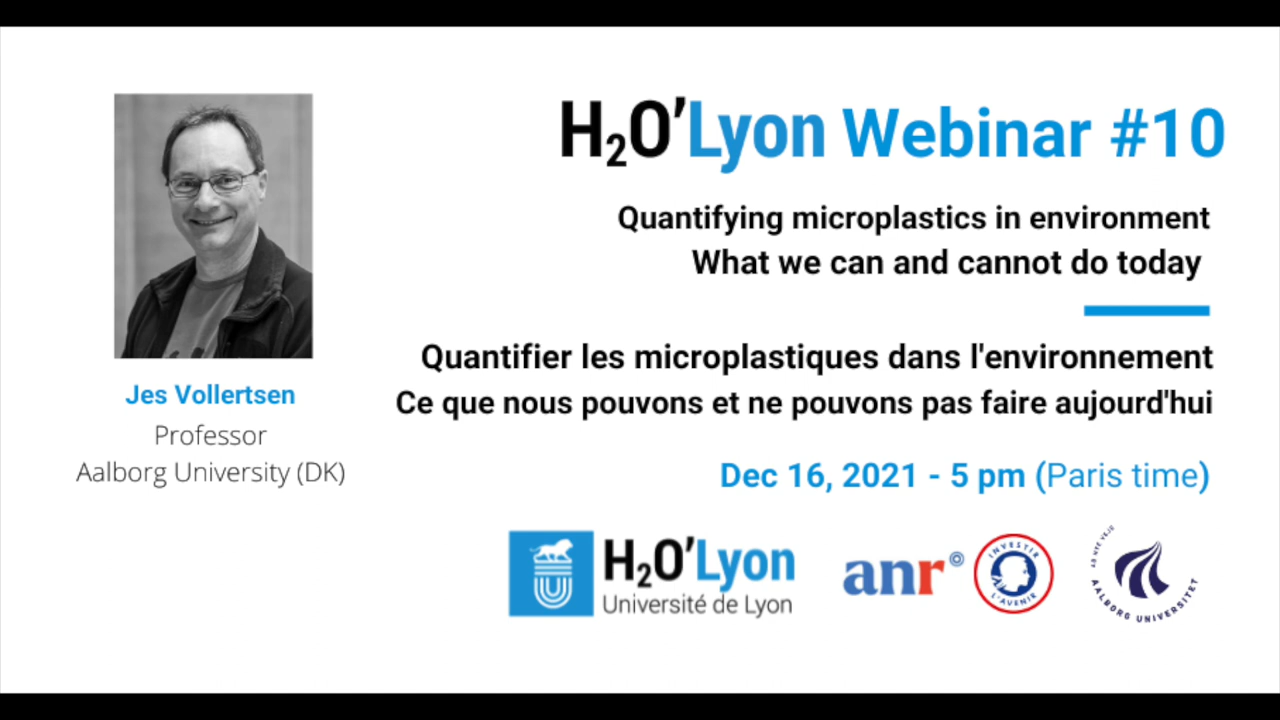 H₂O'Lyon Webinar #10
Quantifying microplastics in environment
What we can and cannot do today
Quantifier les microplastiques dans l'environnement
Ce que nous pouvons et ne pouvons pas faire aujourd'hui
Dec 16, 2021 - 5 pm (Paris time)
Jes Vollertsen
Professor
Aalborg University (DK)
H₂O'Lyon
Université de Lyon
anr
INVESTIR
L'AVENIR
AALBORG UNIVERSITET